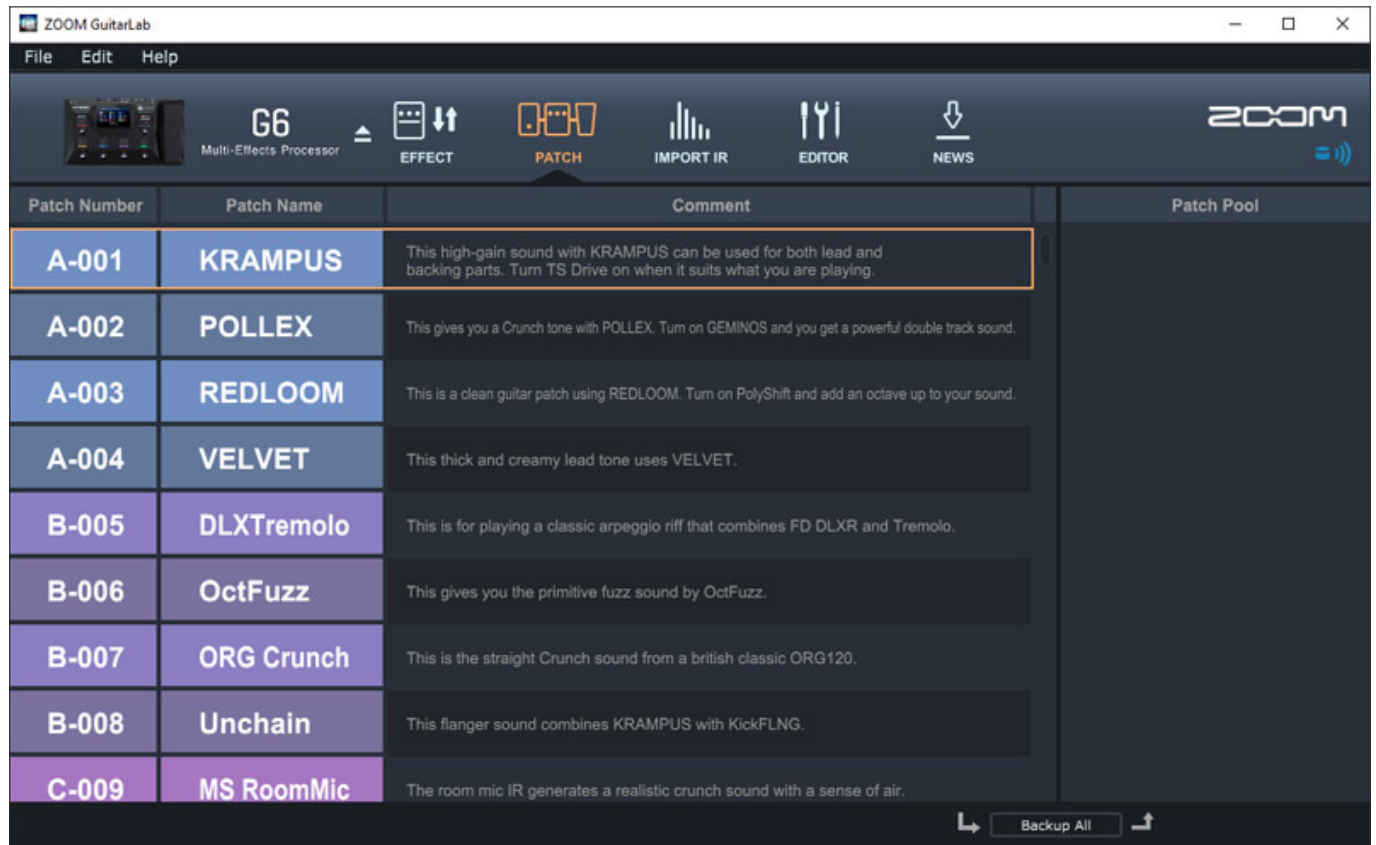 ZOOM GuitarLab
File Edit Help
G6
Multi-Effects Processor
EFFECT
PATCH
IMPORT IR
EDITOR
NEWS
ZOOM
Patch Number Patch Name Comment Patch Pool
A-001 KRAMPUS This high-gain sound with KRAMPUS can be used for both lead and
backing parts. Turn TS Drive on when it suits what you are playing.
A-002 POLLEX This gives you a Crunch tone with POLLEX. Turn on GEMINOS and you get a powerful double track sound.
A-003 REDLOOM This is a clean guitar patch using REDLOOM. Turn on PolyShift and add an octave up to your sound.
A-004 VELVET This thick and creamy lead tone uses VELVET.
B-005 DLXTremolo This is for playing a classic arpeggio riff that combines FD DLXR and Tremolo.
B-006 OctFuzz This gives you the primitive fuzz sound by OctFuzz.
B-007 ORG Crunch This is the straight Crunch sound from a british classic ORG120.
B-008 Unchain This flanger sound combines KRAMPUS with KickFLNG.
C-009 MS RoomMic The room mic IR generates a realistic crunch sound with a sense of air.
Backup All